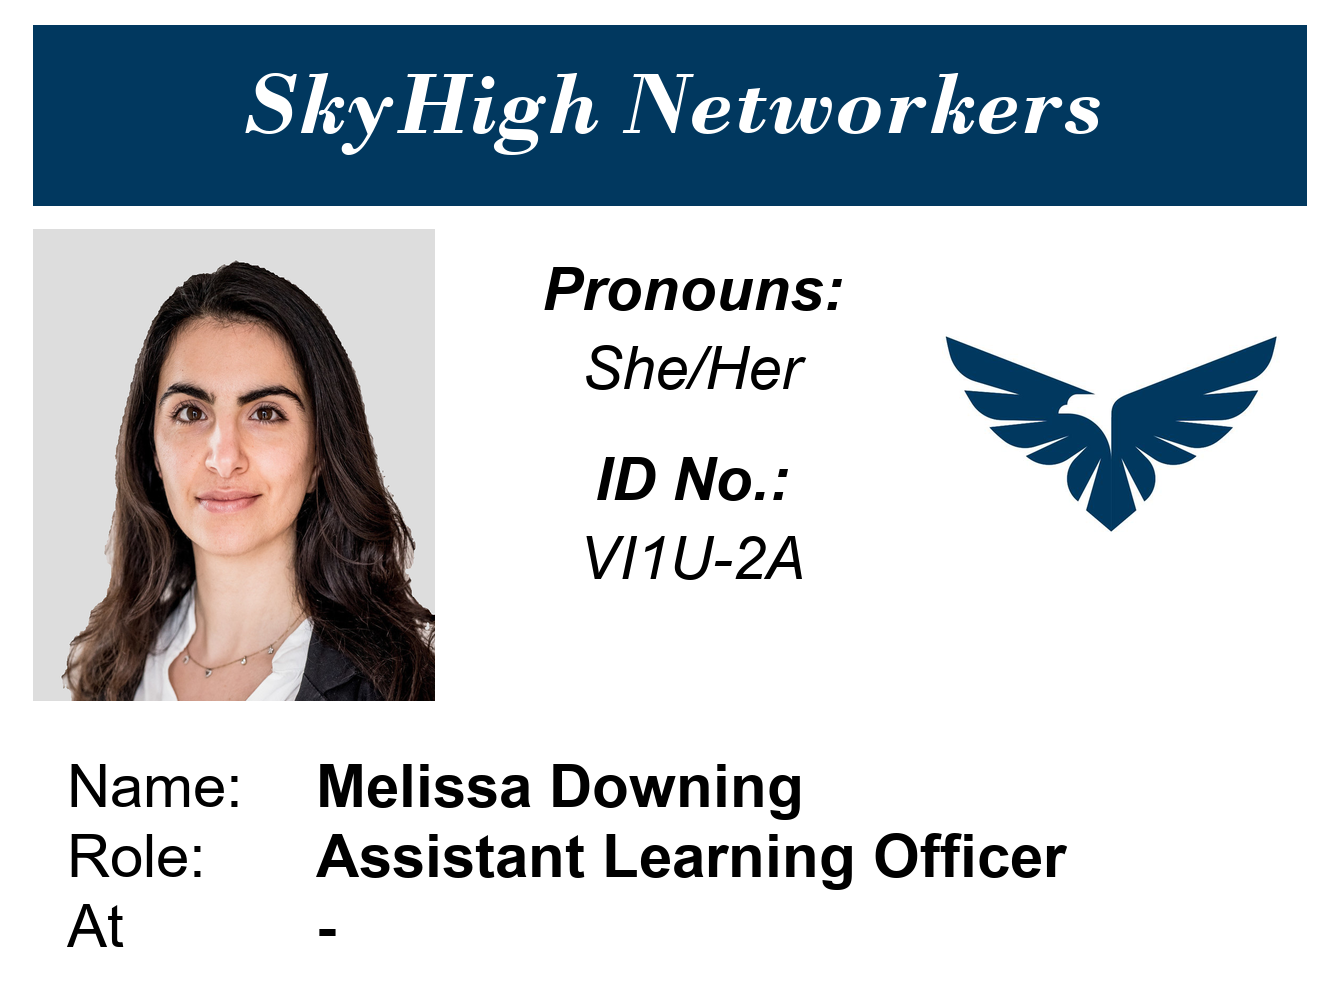 SkyHigh Networkers
Pronouns:
She/Her
ID No.:
VI1U-2A
Name: Melissa Downing
Role: Assistant Learning Officer
At -